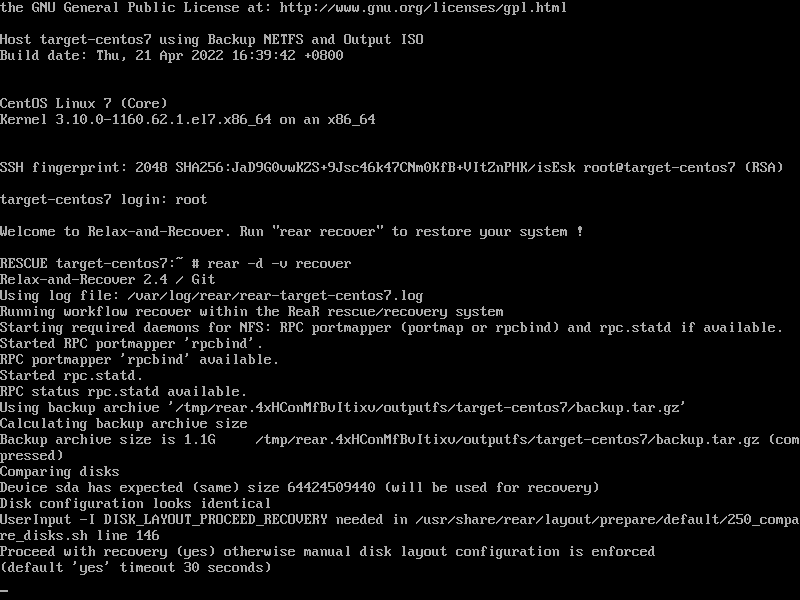 the GNU General Public License at: http://www.gnu.org/licenses/gpl.html
Host target-centos7 using Backup NETFS and Output ISO
Build date: Thu, 21 Apr 2022 16:39:42 +0800
CentOS Linux 7 (Core)
Kernel 3.10.0-1160.62.1.el7.x86_64 on an x86_64
SSH fingerprint: 2048 SHA256:JaD9G0vwKZS+9Jsc46k47CNm0KfB+VItZnPHK/isEsk root@target-centos7 (RSA)
target-centos7 login: root
Welcome to Relax-and-Recover. Run "rear recover" to restore your system !
RESCUE target-centos7:~ # rear -d -v recover
Relax-and-Recover 2.4 / Git
Using log file: /var/log/rear/rear-target-centos7.log
Running workflow recover within the ReaR rescue/recovery system
Starting required daemons for NFS: RPC portmapper (portmap or rpcbind) and rpc.statd if available.
Started RPC portmapper 'rpcbind'.
RPC portmapper 'rpcbind' available.
Started rpc.statd.
RPC status rpc.statd available.
Using backup archive '/tmp/rear.4xHConMfBvItixv/outputfs/target-centos7/backup.tar.gz'
Calculating backup archive size
Backup archive size is 1.1G     /tmp/rear.4xHConMfBvItixv/outputfs/target-centos7/backup.tar.gz (com
pressed)
Comparing disks
Device sda has expected (same) size 64424509440 (will be used for recovery)
Disk configuration looks identical
UserInput -I DISK_LAYOUT_PROCEED_RECOVERY needed in /usr/share/rear/layout/prepare/default/250_compa
re_disks.sh line 146
Proceed with recovery (yes) otherwise manual disk layout configuration is enforced
(default 'yes' timeout 30 seconds)